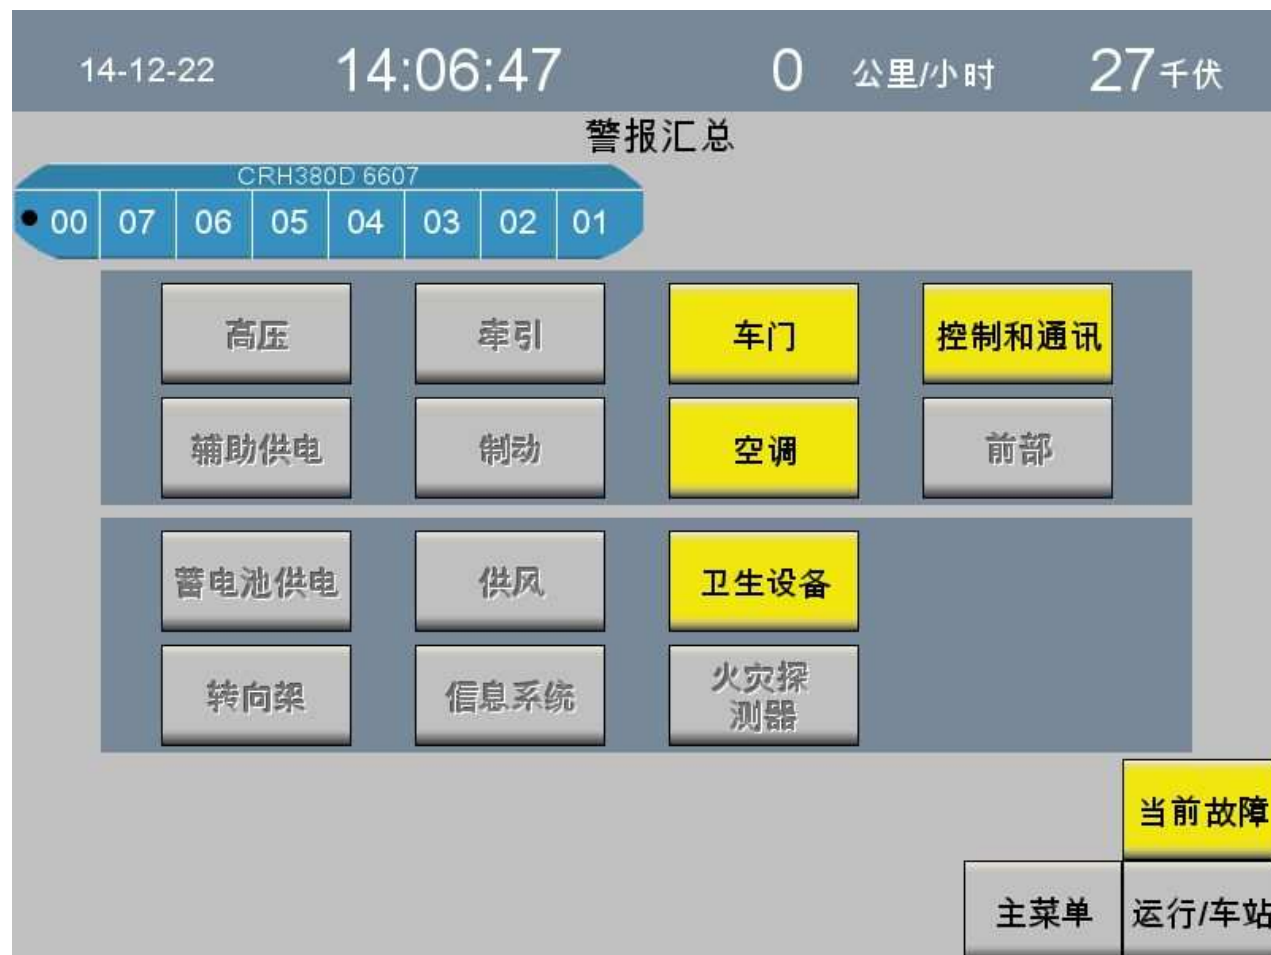 14-12-22 14:06:47 0 公里/小时 27千伏
警报汇总
CRH380D 6607
00 07 06 05 04 03 02 01
高压 牵引 车门 控制和通讯
辅助供电 制动 空调 前部
蓄电池供电 供风 卫生设备
转向架 信息系统 火灾探
测器
当前故障
主菜单 运行/车站